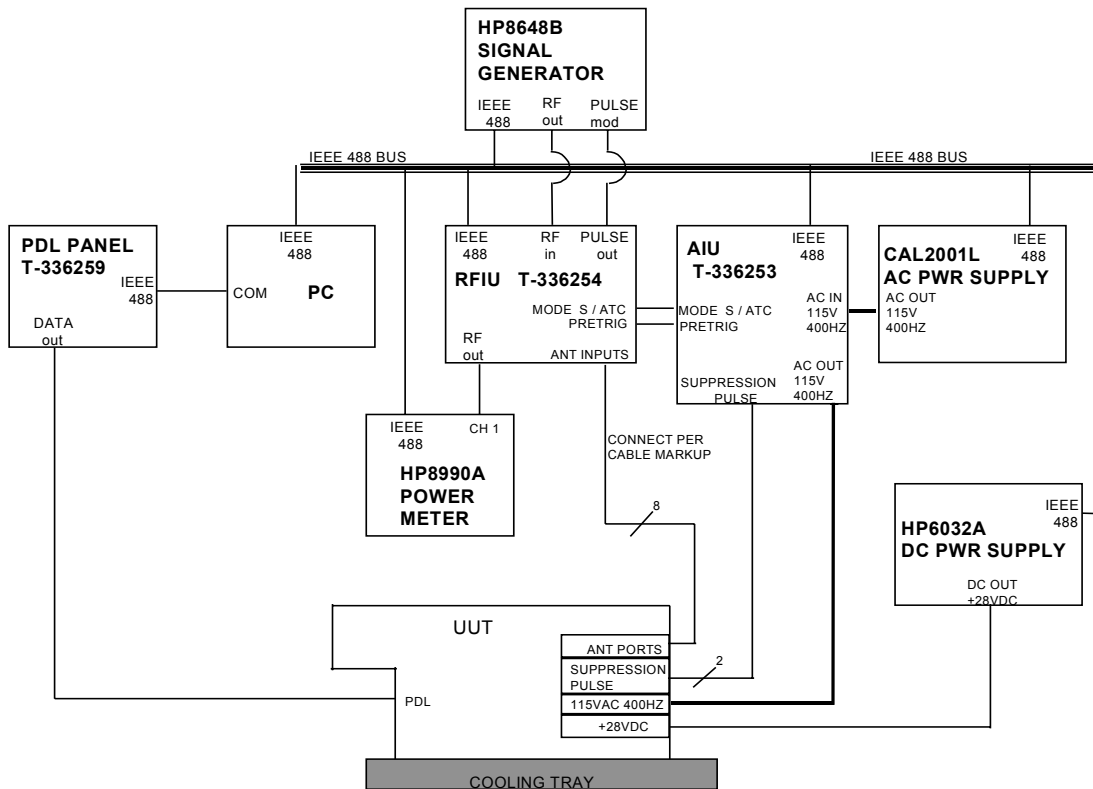 HP8648B
SIGNAL
GENERATOR
IEEE
488
RF
out
PULSE
mod
IEEE 488 BUS
IEEE 488 BUS
PDL PANEL
T-336259
IEEE
488
DATA
out
IEEE
488
COM
PC
IEEE
488
RF
in
PULSE
out
RFIU T-336254
MODE S / ATC
PRETRIG
RF
out
ANT INPUTS
AIU
T-336253
IEEE
488
MODE S / ATC
PRETRIG
AC IN
115V
400HZ
AC OUT
115V
400HZ
SUPPRESSION
PULSE
IEEE
488
CAL2001L
AC PWR SUPPLY
AC OUT
115V
400HZ
IEEE
488
CH 1
HP8990A
POWER
METER
CONNECT PER
CABLE MARKUP
8
IEEE
488
HP6032A
DC PWR SUPPLY
DC OUT
+28VDC
UUT
ANT PORTS
SUPPRESSION
PULSE
2
115VAC 400HZ
+28VDC
PDL
COOLING TRAY